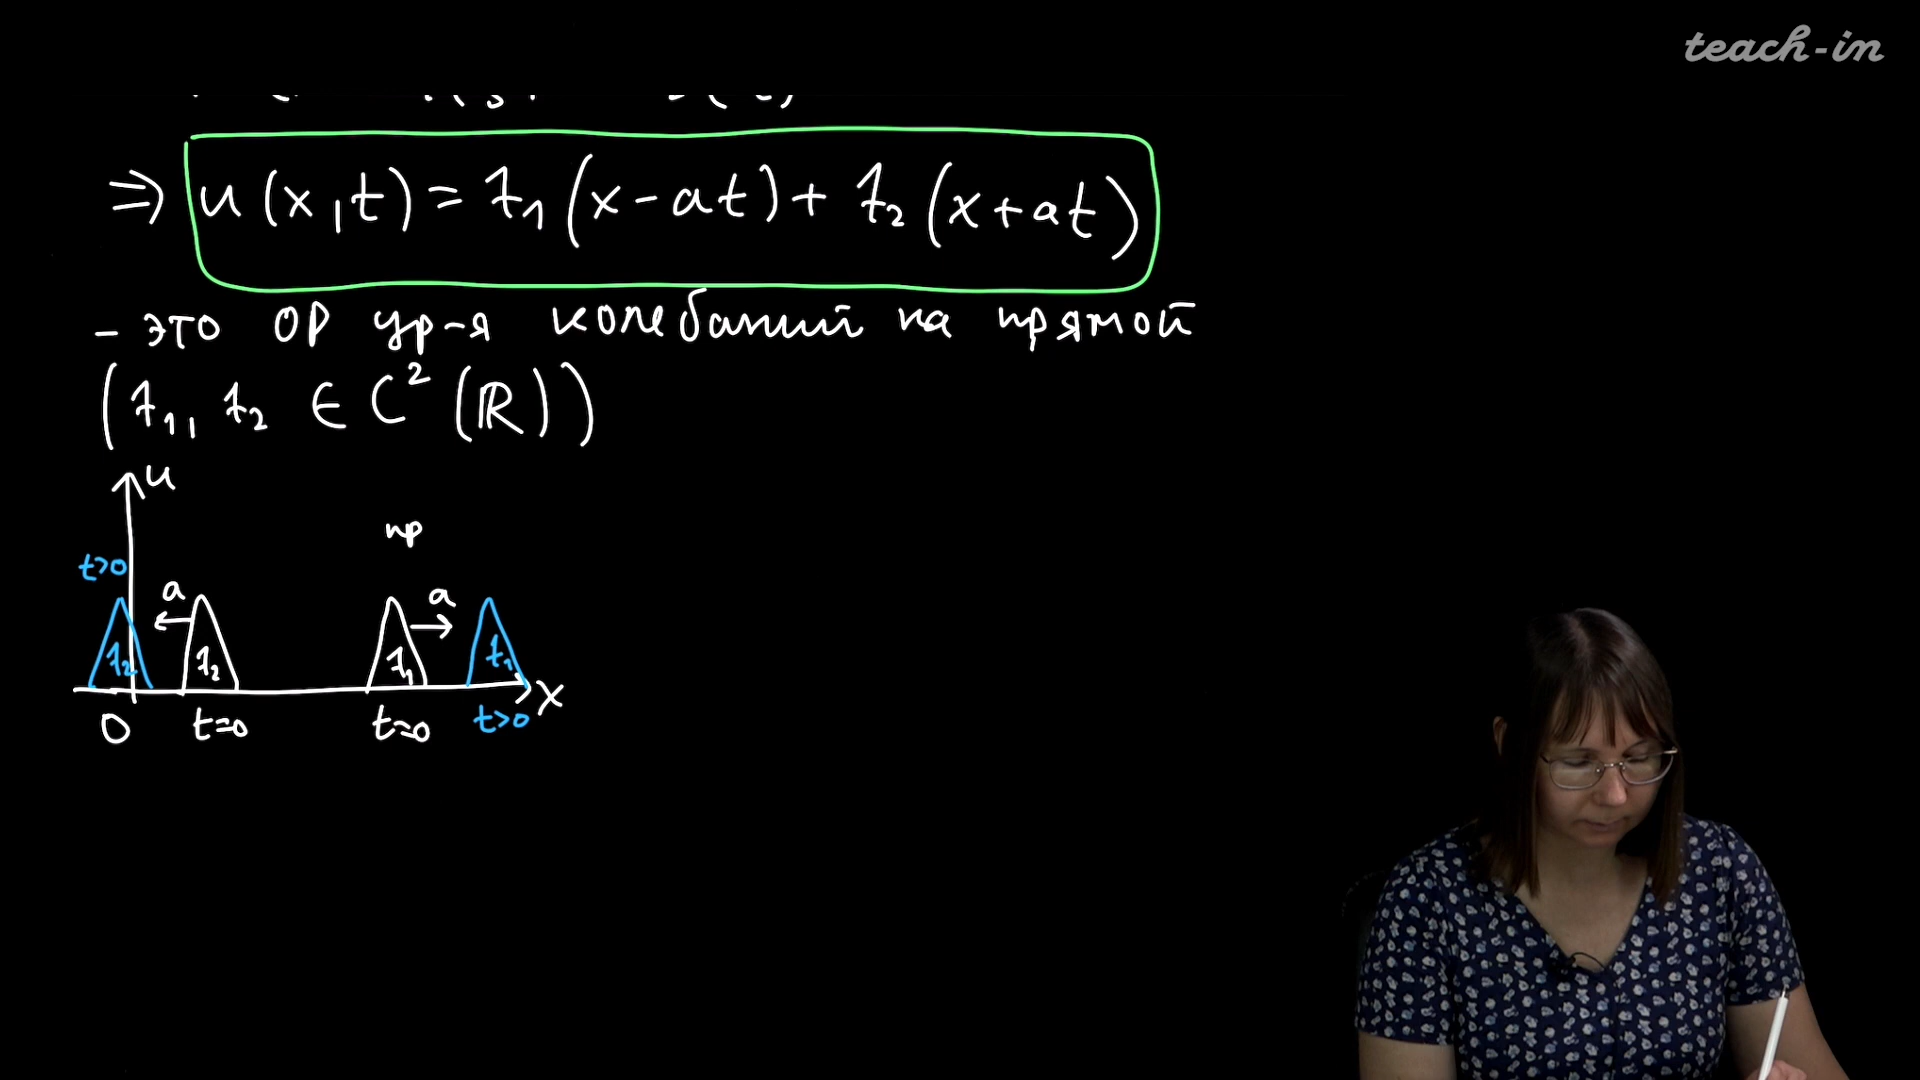 teach-in
⇒ u(x,t) = f₁(x-at) + f₂(x+at)
- это ОР ур-я колебаний на прямой
(f₁, f₂ ∈ C²(ℝ))
u
пр
t>0
a a
f₂ f₂ f₁ f₁
x
0 t=0 t=0 t>0